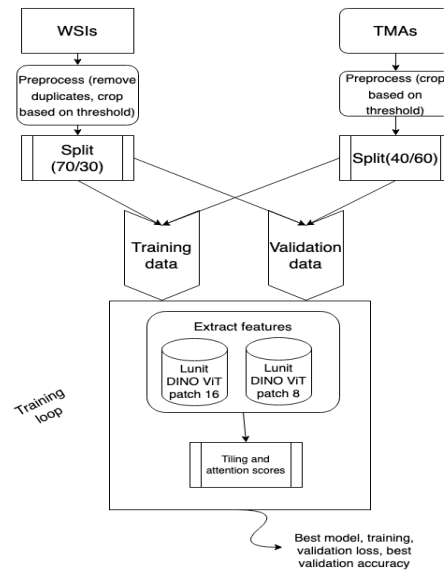 WSIs
TMAs
Preprocess (remove
duplicates, crop
based on threshold)
Preprocess (crop
based on
threshold)
Split
(70/30)
Split(40/60)
Training
data
Validation
data
Extract features
Lunit
DINO ViT
patch 16
Lunit
DINO ViT
patch 8
Training
loop
Tiling and
attention scores
Best model, training,
validation loss, best
validation accuracy